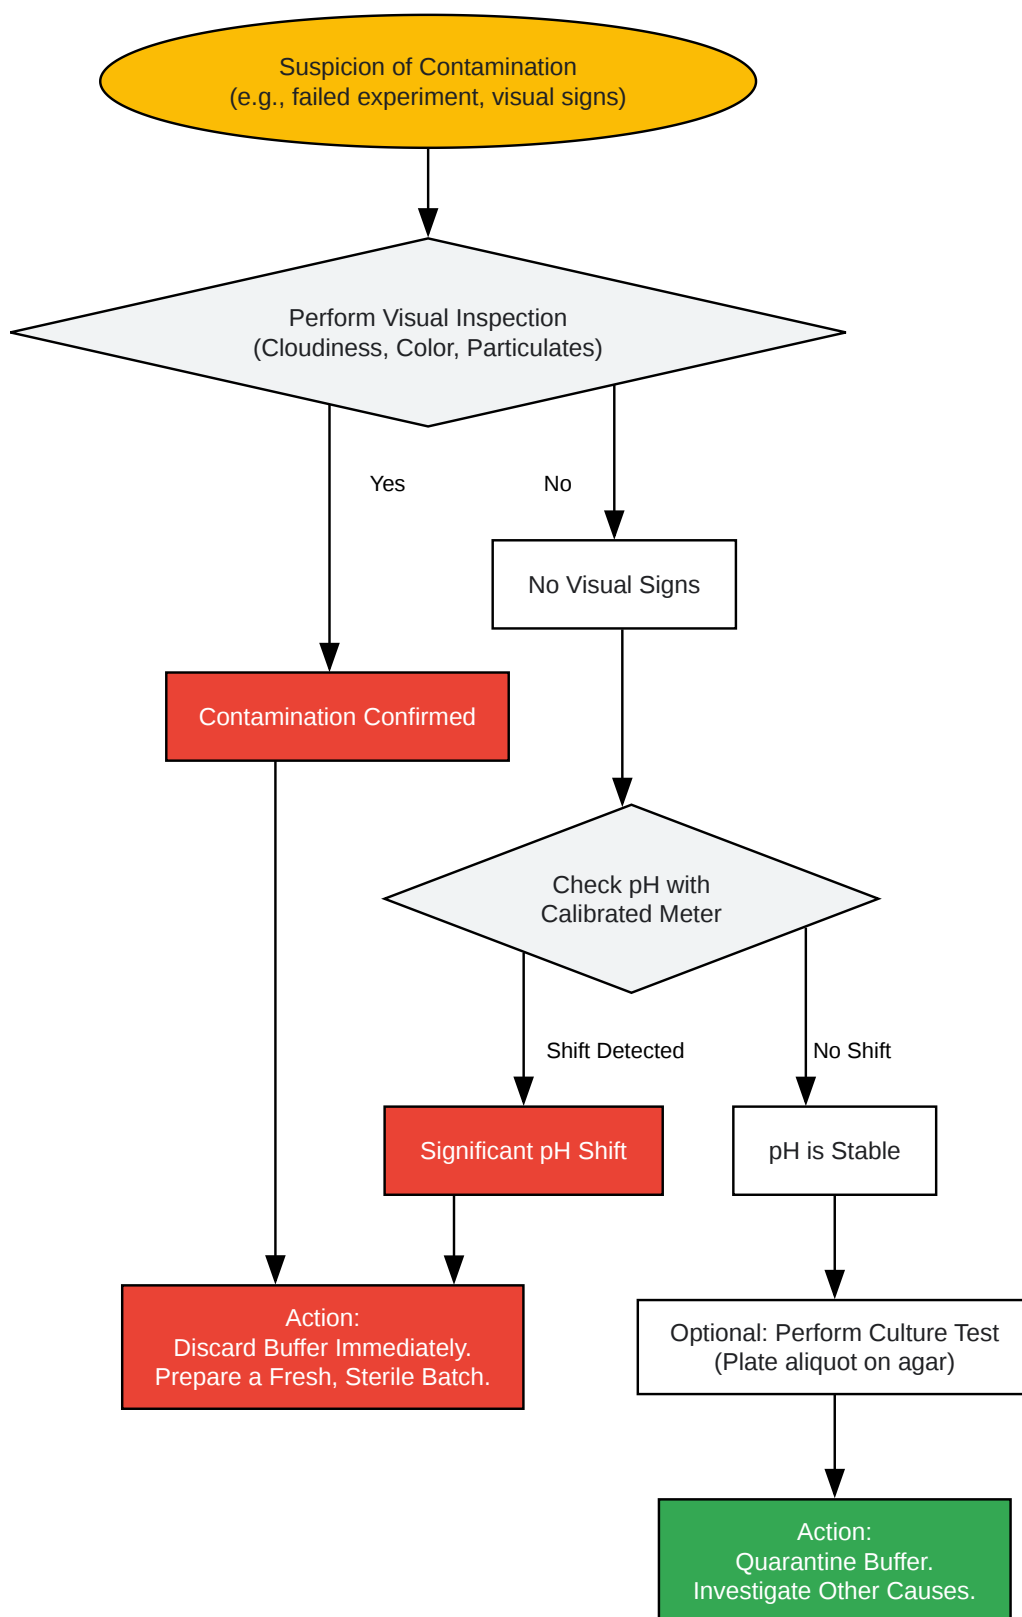 Suspicion of Contamination
(e.g., failed experiment, visual signs)
Perform Visual Inspection
(Cloudiness, Color, Particulates)
Yes
No
No Visual Signs
Contamination Confirmed
Check pH with
Calibrated Meter
Shift Detected
No Shift
Significant pH Shift
pH is Stable
Action:
Discard Buffer Immediately.
Prepare a Fresh, Sterile Batch.
Optional: Perform Culture Test
(Plate aliquot on agar)
Action:
Quarantine Buffer.
Investigate Other Causes.